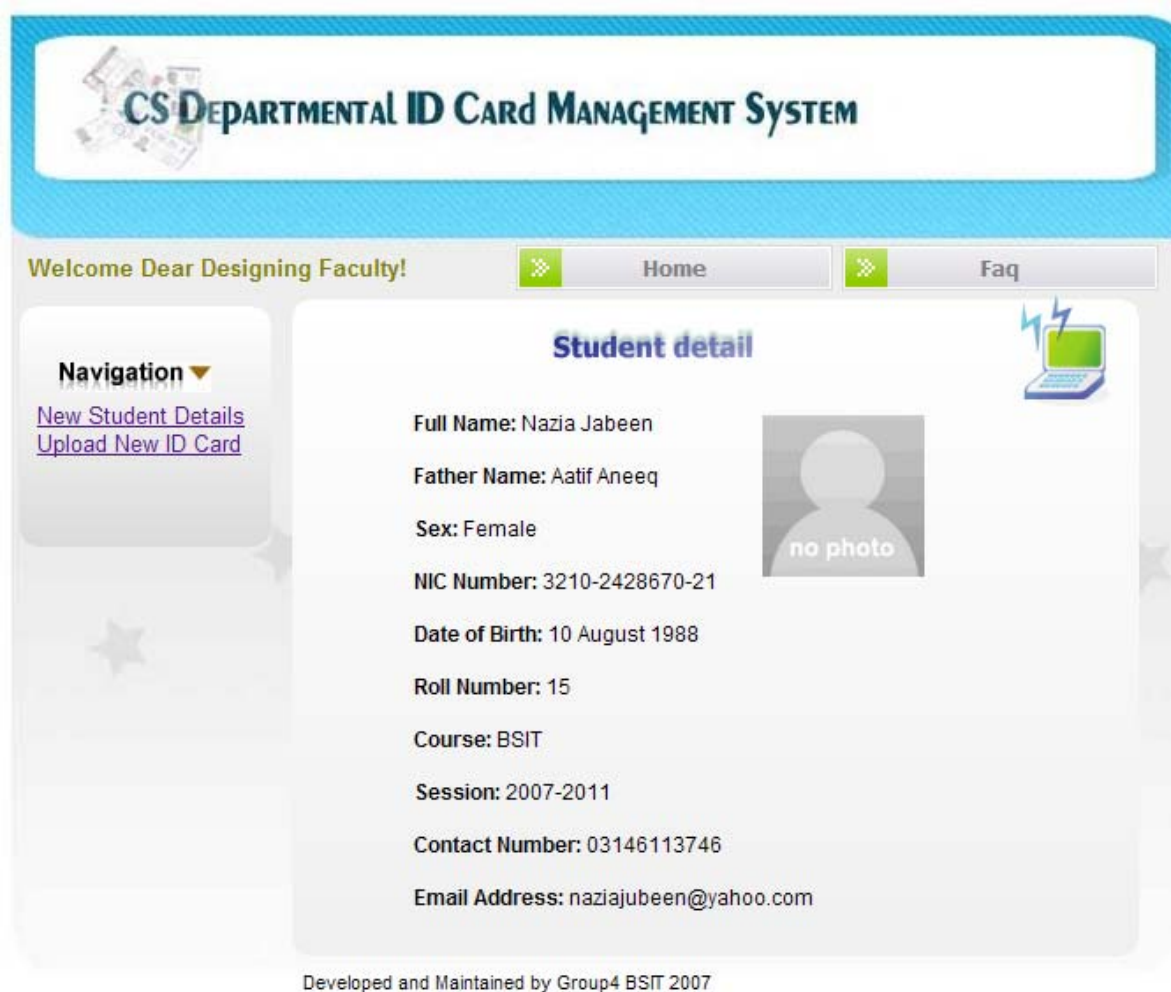 CS Departmental ID Card Management System
Welcome Dear Designing Faculty!
Home
Faq
Navigation
New Student Details
Upload New ID Card
Student detail
Full Name: Nazia Jabeen
Father Name: Aatif Aneeq
Sex: Female
NIC Number: 3210-2428670-21
Date of Birth: 10 August 1988
Roll Number: 15
Course: BSIT
Session: 2007-2011
Contact Number: 03146113746
Email Address: naziajubeen@yahoo.com
no photo
Developed and Maintained by Group4 BSIT 2007